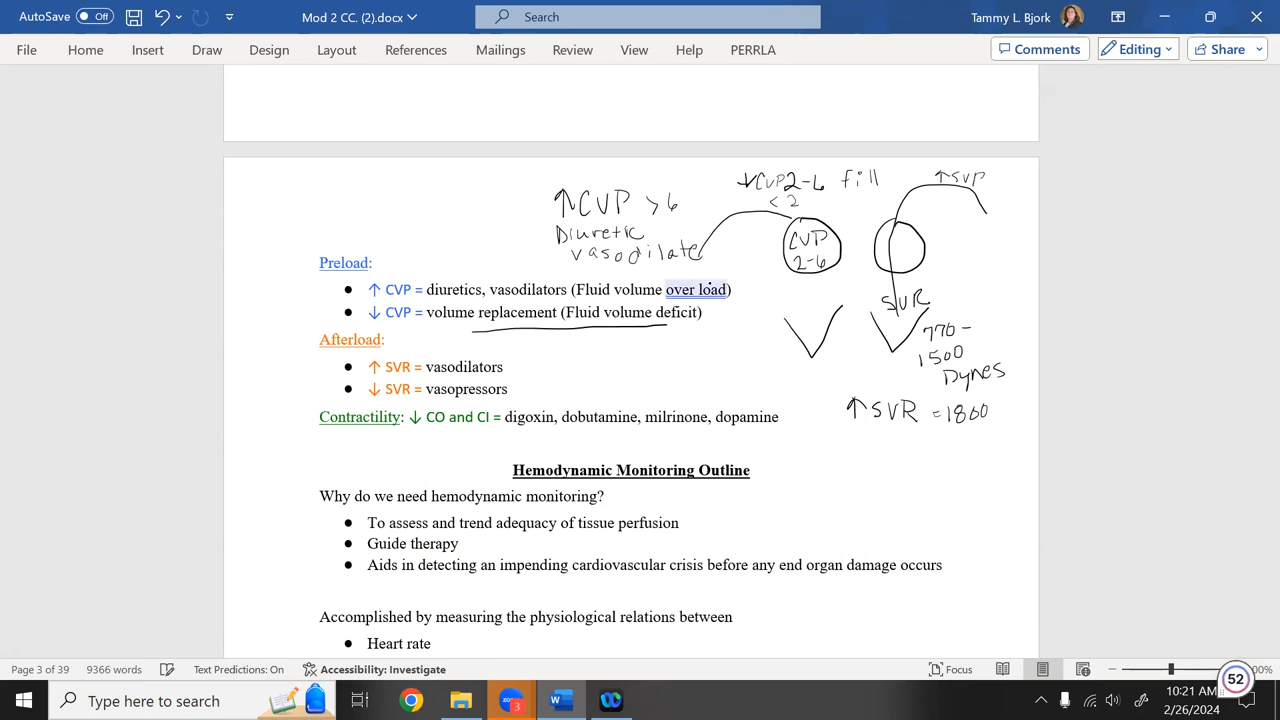 AutoSave Off Mod 2 CC. (2).docx Search Tammy L. Bjork
File Home Insert Draw Design Layout References Mailings Review View Help PERRLA Comments Editing Share
↑CVP > 6
Diuretic
vasodilate
↓CVP 2-6 fill
< 2
↑SVR
CVP
2-6
SVR
770 -
1500
Dynes
↑SVR = 1800
Preload:
● ↑ CVP = diuretics, vasodilators (Fluid volume over load)
● ↓ CVP = volume replacement (Fluid volume deficit)
Afterload:
● ↑ SVR = vasodilators
● ↓ SVR = vasopressors
Contractility: ↓ CO and CI = digoxin, dobutamine, milrinone, dopamine
Hemodynamic Monitoring Outline
Why do we need hemodynamic monitoring?
● To assess and trend adequacy of tissue perfusion
● Guide therapy
● Aids in detecting an impending cardiovascular crisis before any end organ damage occurs
Accomplished by measuring the physiological relations between
● Heart rate
Page 3 of 39 9366 words Text Predictions: On Accessibility: Investigate Focus 00%
52
Type here to search
zoom
3
10:21 AM
2/26/2024